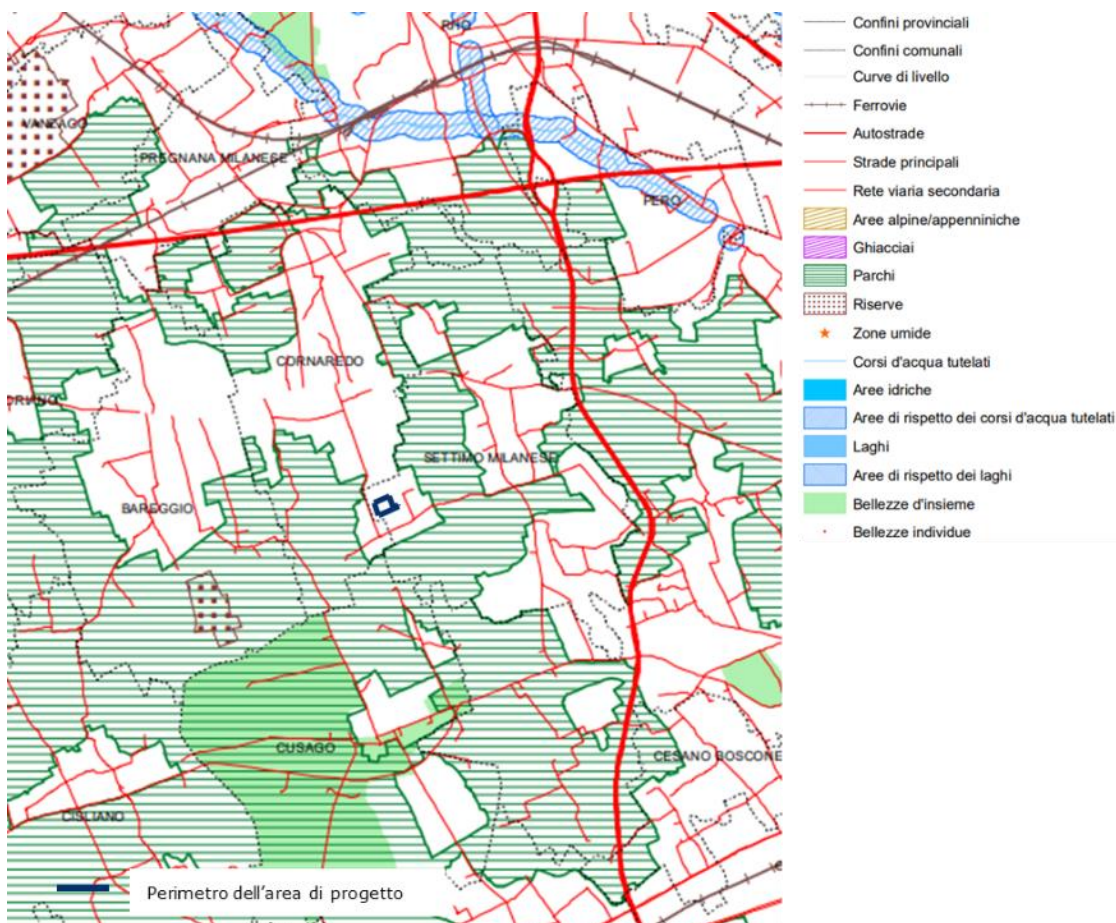 RHO
VANZAGO
PREGNANA MILANESE
PERO
CORNAREDO
SETTIMO MILANESE
BAREGGIO
CUSAGO
CESANO BOSCONE
CISLIANO
Perimetro dell'area di progetto
Confini provinciali
Confini comunali
Curve di livello
Ferrovie
Autostrade
Strade principali
Rete viaria secondaria
Aree alpine/appenniniche
Ghiacciai
Parchi
Riserve
Zone umide
Corsi d'acqua tutelati
Aree idriche
Aree di rispetto dei corsi d'acqua tutelati
Laghi
Aree di rispetto dei laghi
Bellezze d'insieme
Bellezze individue